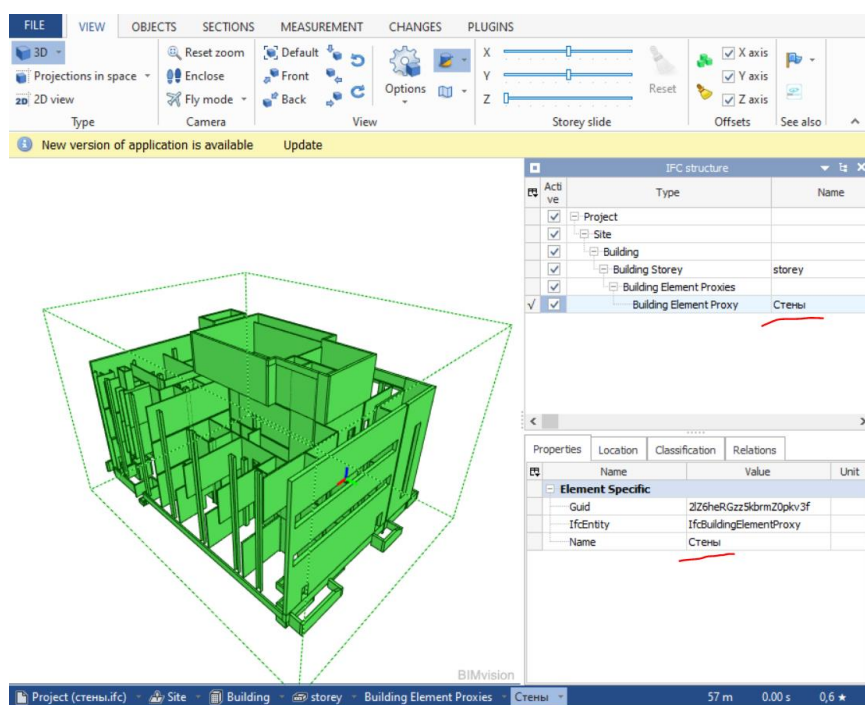 FILE VIEW OBJECTS SECTIONS MEASUREMENT CHANGES PLUGINS
3D
Projections in space
2D 2D view
Type
Reset zoom
Enclose
Fly mode
Camera
Default
Front
Back
Options
View
X
Y
Z
Reset
Storey slide
X axis
Y axis
Z axis
Offsets
See also
New version of application is available Update
IFC structure
Active Type Name
Project
Site
Building
Building Storey storey
Building Element Proxies
Building Element Proxy Стены
Properties Location Classification Relations
Name Value Unit
Element Specific
Guid 2lZ6heRGzz5kbrmZ0pkv3f
IfcEntity IfcBuildingElementProxy
Name Стены
BIMvision
Project (стены.ifc) Site Building storey Building Element Proxies Стены 57 m 0.00 s 0,6 ★